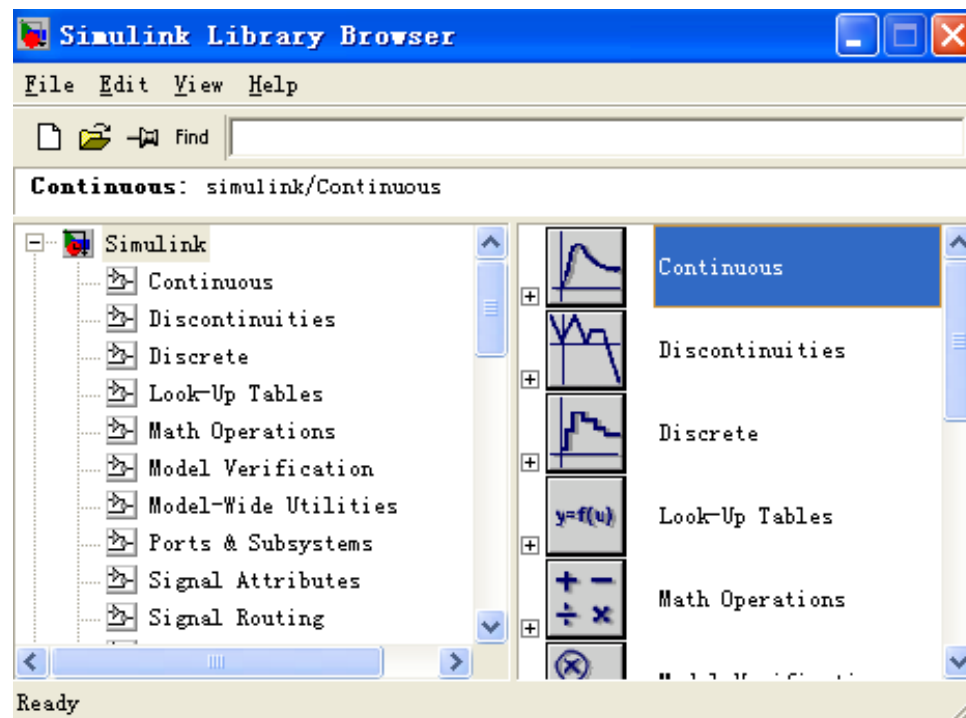 Simulink Library Browser
File Edit View Help
Find
Continuous: simulink/Continuous
Simulink
Continuous
Discontinuities
Discrete
Look-Up Tables
Math Operations
Model Verification
Model-Wide Utilities
Ports & Subsystems
Signal Attributes
Signal Routing
Continuous
Discontinuities
Discrete
y=f(u)
Look-Up Tables
+ −
÷ ×
Math Operations
Ready